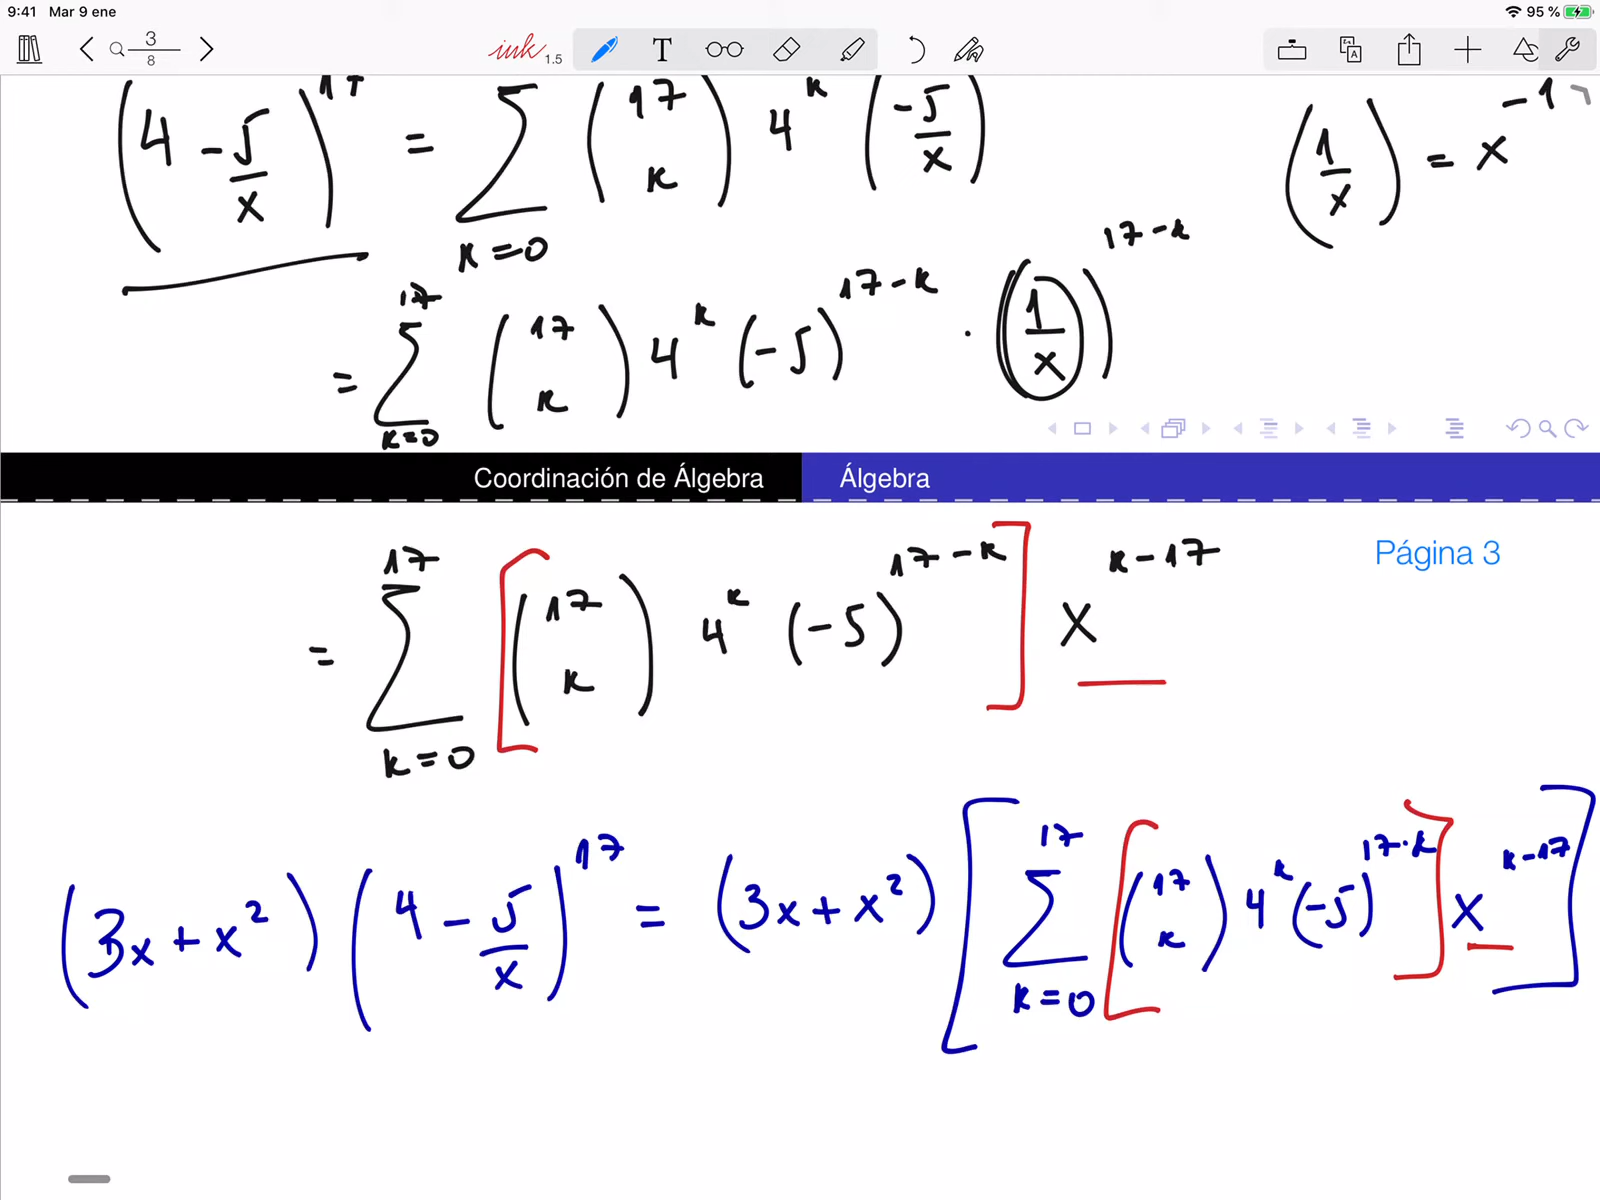 9:41 Mar 9 ene 95 %
3/8 ink 1.5 T
(4 - 5/x)^17 = Σ k=0 (17 k) 4^k (-5/x) (1/x) = x^-1
= Σ_{k=0}^{17} (17 k) 4^k (-5)^{17-k} · (1/x)^{17-k}
Coordinación de Álgebra Álgebra
Página 3
= Σ_{k=0}^{17} [(17 k) 4^k (-5)^{17-k}] x^{k-17}
(3x + x^2) (4 - 5/x)^17 = (3x + x^2) [Σ_{k=0}^{17} [(17 k) 4^k (-5)^{17-k}] x^{k-17}]